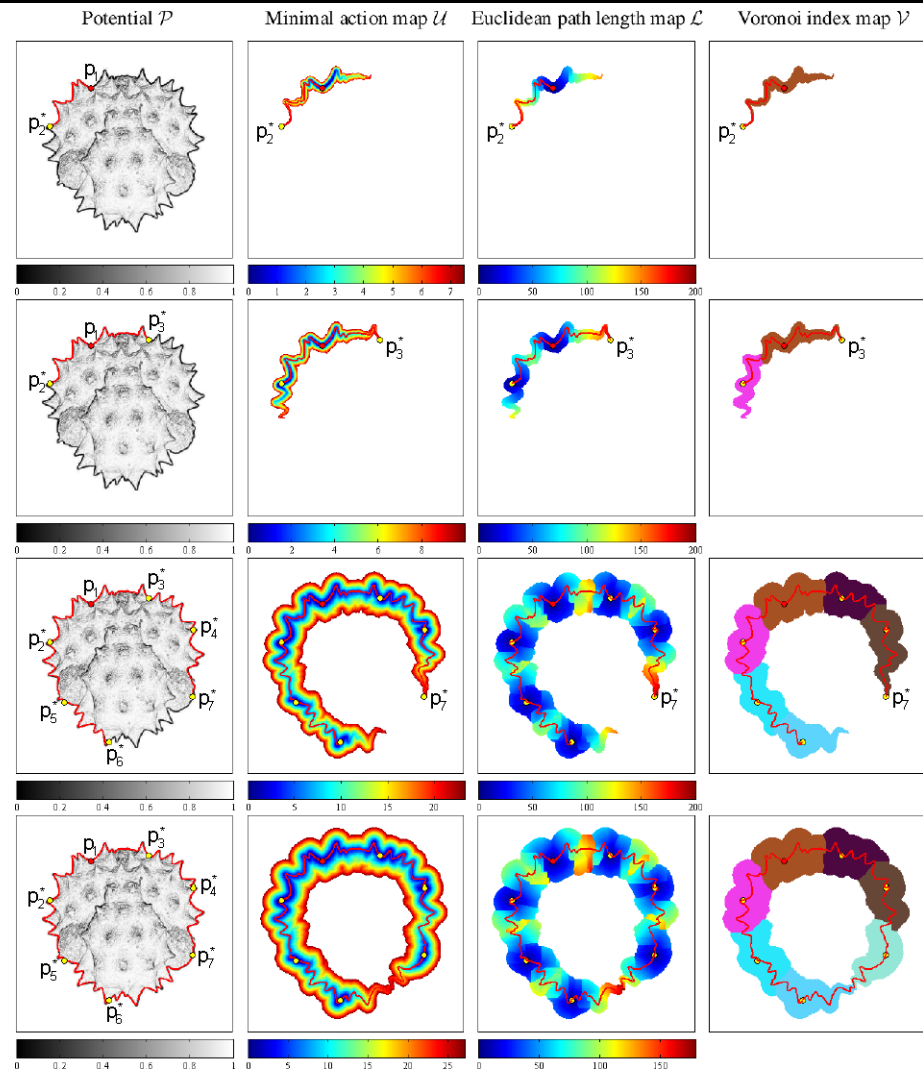 Potential 𝒫
Minimal action map 𝒰
Euclidean path length map ℒ
Voronoi index map 𝒱
p₁
p₂*
p₂*
p₂*
p₂*
0 0.2 0.4 0.6 0.8 1
0 1 2 3 4 5 6 7
0 50 100 150 200
p₁
p₃*
p₂*
p₃*
p₃*
p₃*
0 0.2 0.4 0.6 0.8 1
0 2 4 6 8
0 50 100 150 200
p₁
p₃*
p₂*
p₄*
p₅*
p₇*
p₆*
p₇*
p₇*
p₇*
0 0.2 0.4 0.6 0.8 1
0 5 10 15 20
0 50 100 150 200
p₁
p₃*
p₂*
p₄*
p₅*
p₇*
p₆*
0 0.2 0.4 0.6 0.8 1
0 5 10 15 20 25
0 50 100 150